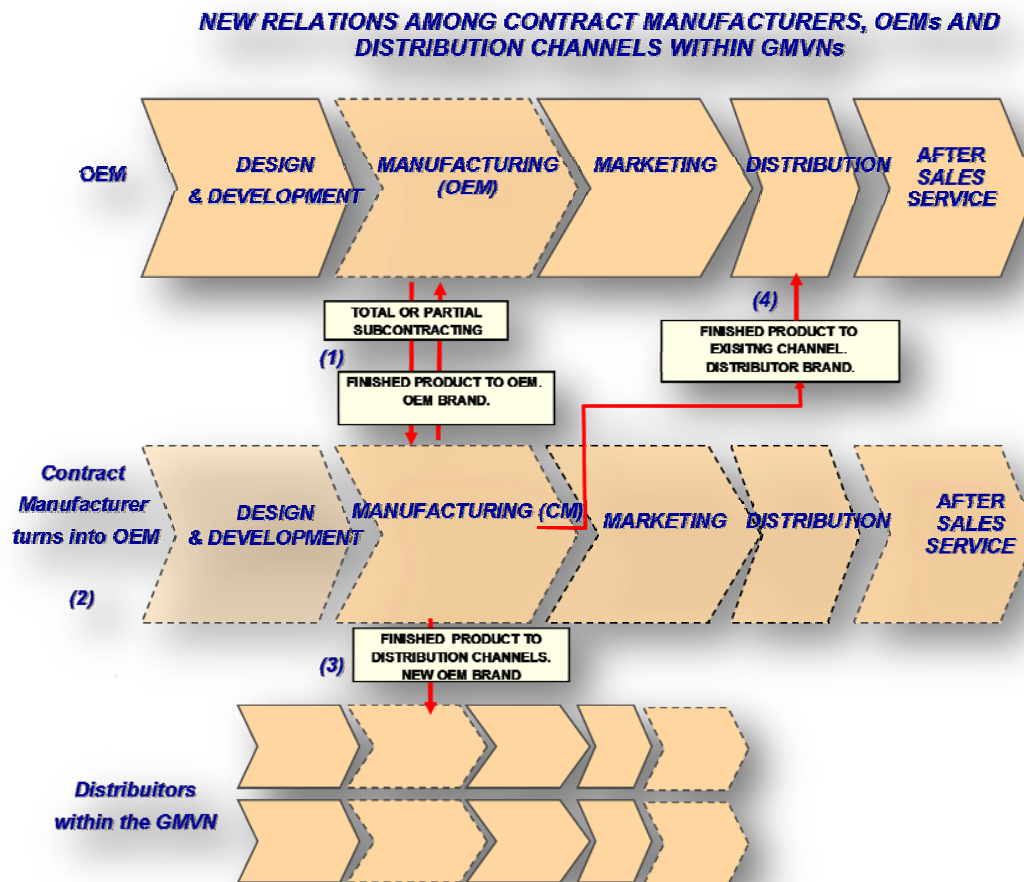 NEW RELATIONS AMONG CONTRACT MANUFACTURERS, OEMs AND
DISTRIBUTION CHANNELS WITHIN GMVNs
OEM
DESIGN
& DEVELOPMENT
MANUFACTURING
(OEM)
MARKETING
DISTRIBUTION
AFTER
SALES
SERVICE
TOTAL OR PARTIAL
SUBCONTRACTING
(1)
FINISHED PRODUCT TO OEM.
OEM BRAND.
(4)
FINISHED PRODUCT TO
EXISITNG CHANNEL.
DISTRIBUTOR BRAND.
Contract
Manufacturer
turns into OEM
(2)
DESIGN
& DEVELOPMENT
MANUFACTURING (CM)
MARKETING
DISTRIBUTION
AFTER
SALES
SERVICE
(3)
FINISHED PRODUCT TO
DISTRIBUTION CHANNELS.
NEW OEM BRAND
Distribuitors
within the GMVN